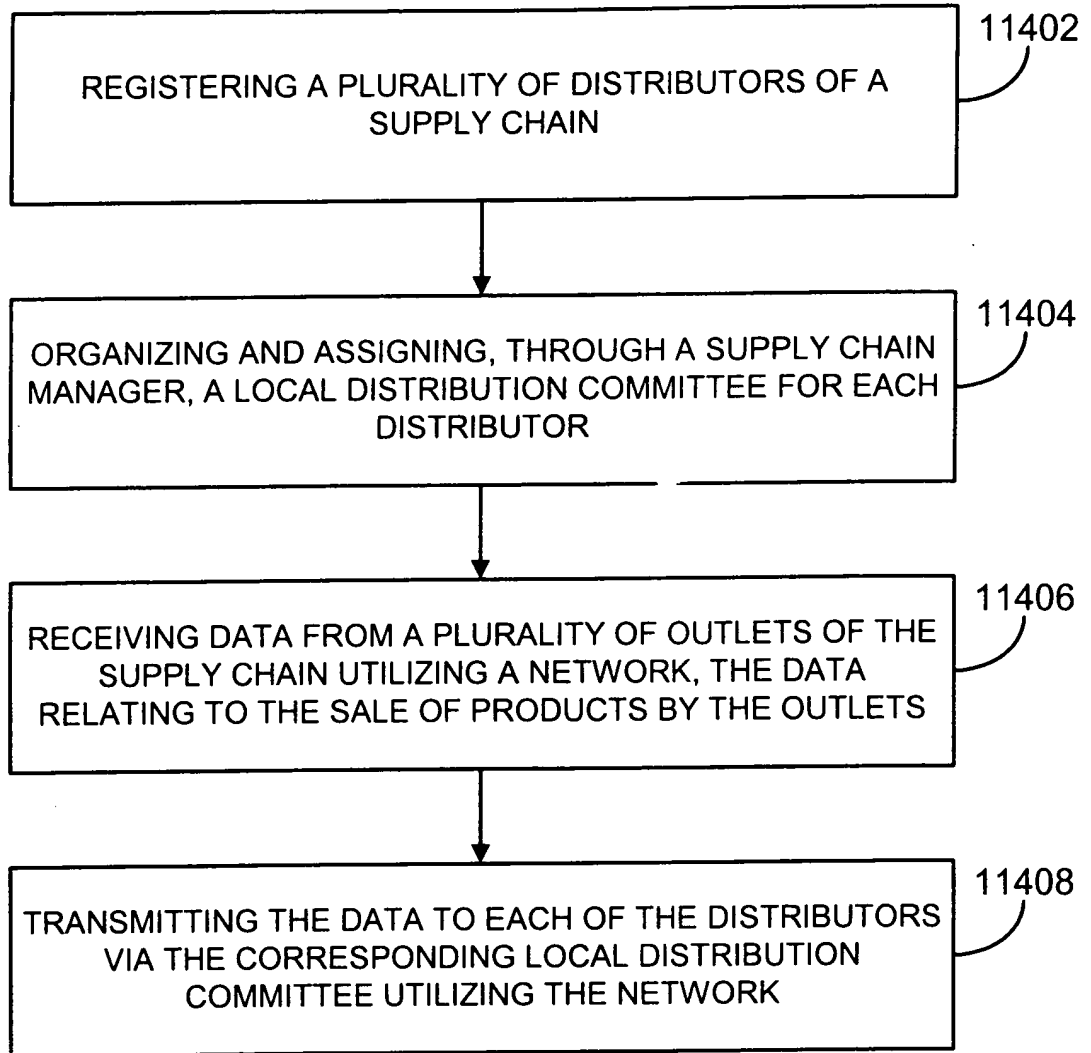 11402
REGISTERING A PLURALITY OF DISTRIBUTORS OF A
SUPPLY CHAIN
11404
ORGANIZING AND ASSIGNING, THROUGH A SUPPLY CHAIN
MANAGER, A LOCAL DISTRIBUTION COMMITTEE FOR EACH
DISTRIBUTOR
11406
RECEIVING DATA FROM A PLURALITY OF OUTLETS OF THE
SUPPLY CHAIN UTILIZING A NETWORK, THE DATA
RELATING TO THE SALE OF PRODUCTS BY THE OUTLETS
11408
TRANSMITTING THE DATA TO EACH OF THE DISTRIBUTORS
VIA THE CORRESPONDING LOCAL DISTRIBUTION
COMMITTEE UTILIZING THE NETWORK